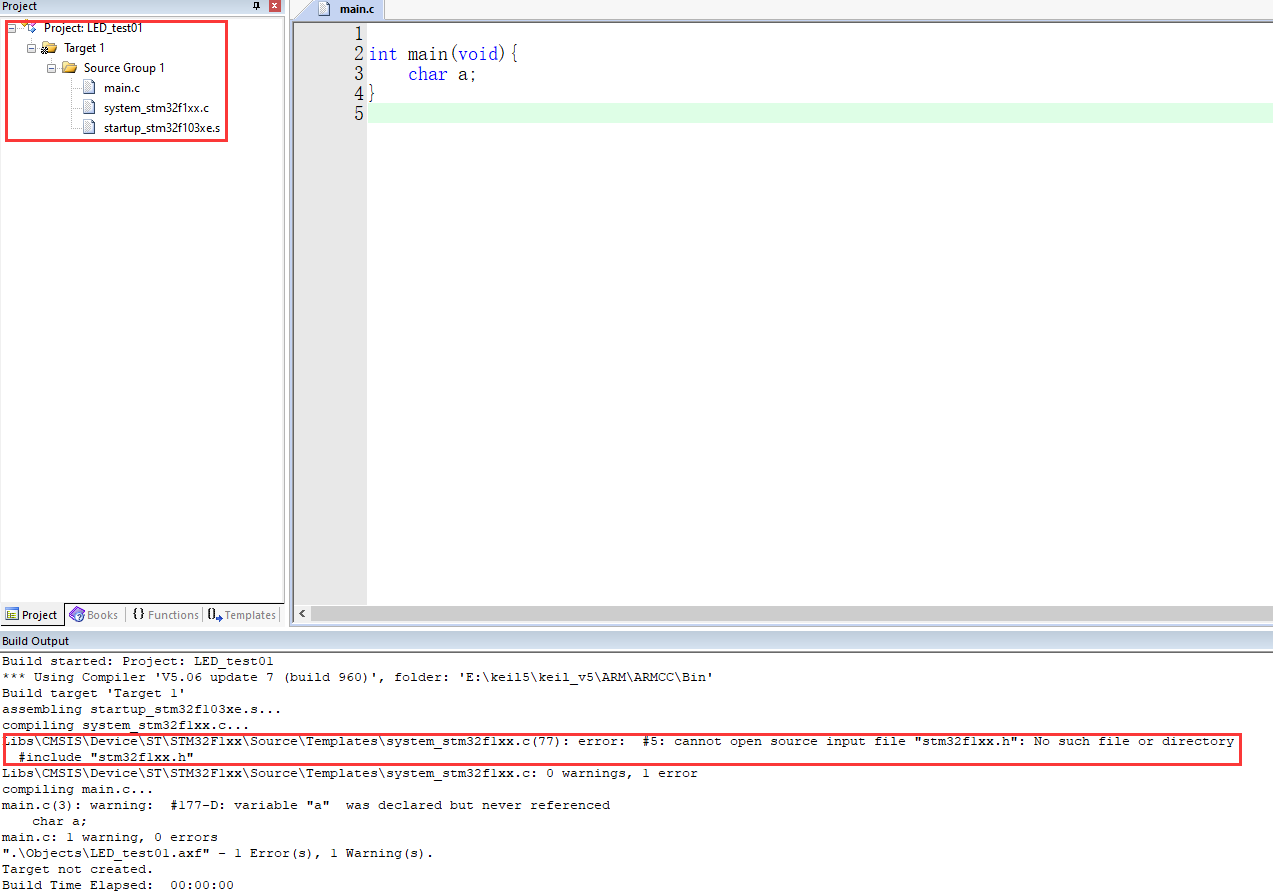 Project
Project: LED_test01
Target 1
Source Group 1
main.c
system_stm32f1xx.c
startup_stm32f103xe.s
main.c
1
2 int main(void){
3 char a;
4 }
5
Project Books {} Functions Templates
Build Output
Build started: Project: LED_test01
*** Using Compiler 'V5.06 update 7 (build 960)', folder: 'E:\keil5\keil_v5\ARM\ARMCC\Bin'
Build target 'Target 1'
assembling startup_stm32f103xe.s...
compiling system_stm32f1xx.c...
Libs\CMSIS\Device\ST\STM32F1xx\Source\Templates\system_stm32f1xx.c(77): error:  #5: cannot open source input file "stm32f1xx.h": No such file or directory
#include "stm32f1xx.h"
Libs\CMSIS\Device\ST\STM32F1xx\Source\Templates\system_stm32f1xx.c: 0 warnings, 1 error
compiling main.c...
main.c(3): warning:  #177-D: variable "a"  was declared but never referenced
char a;
main.c: 1 warning, 0 errors
".\Objects\LED_test01.axf" - 1 Error(s), 1 Warning(s).
Target not created.
Build Time Elapsed:  00:00:00